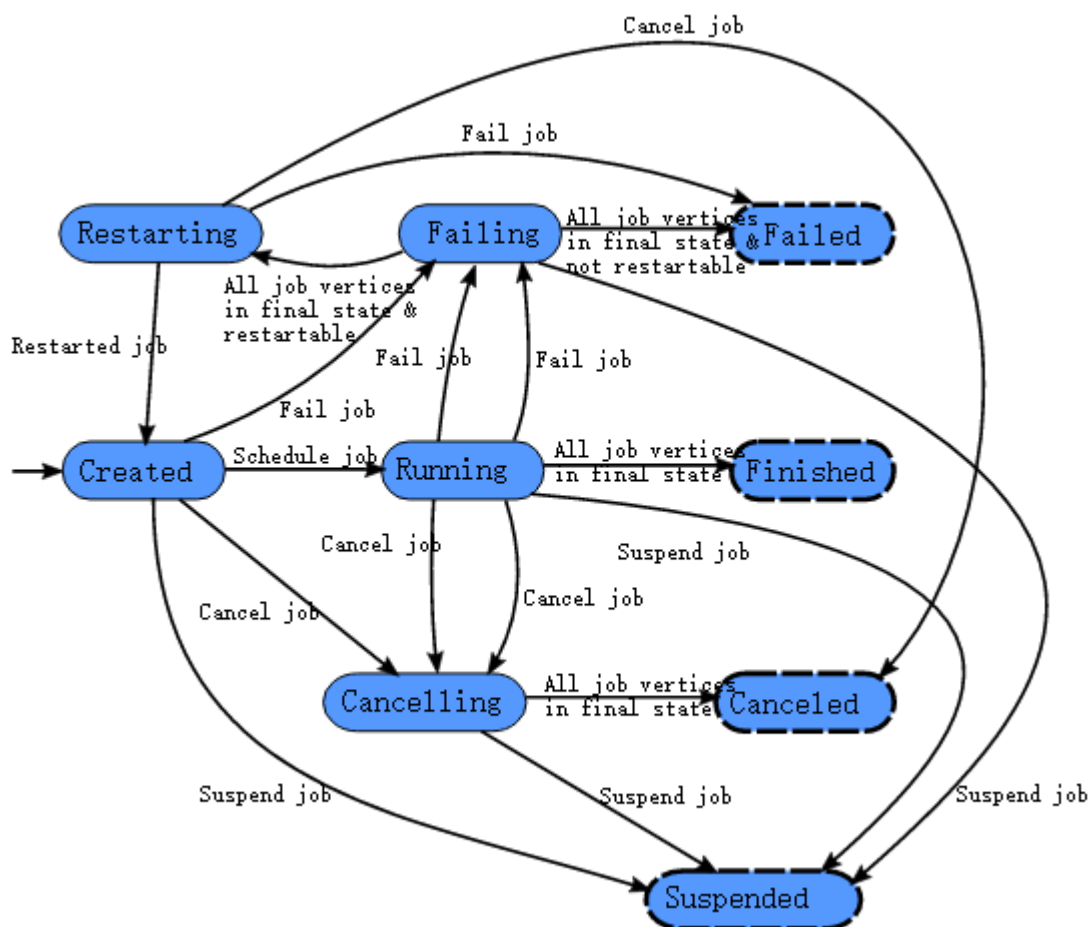 Cancel job
Fail job
Restarting
Failing
All job vertices
in final state &
not restartable
Failed
All job vertices
in final state &
restartable
Restarted job
Fail job
Fail job
Fail job
Created
Schedule job
Running
All job vertices
in final state
Finished
Cancel job
Suspend job
Cancel job
Cancel job
Cancelling
All job vertices
in final state
Canceled
Suspend job
Suspend job
Suspend job
Suspended